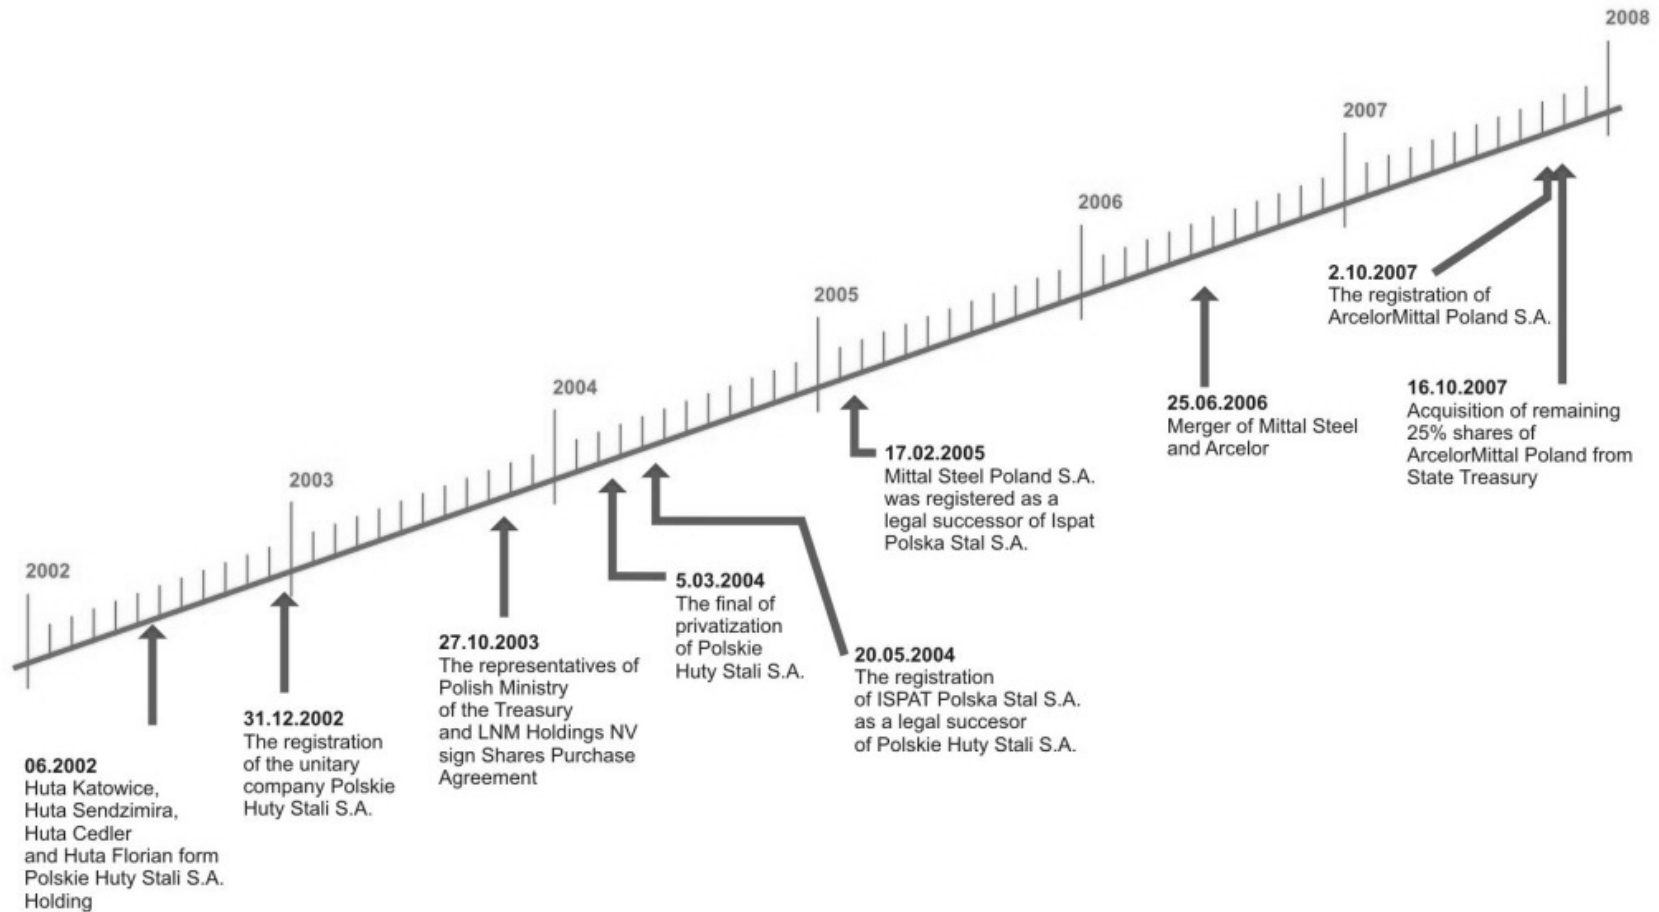 2008
2007
2006
2005
2004
2003
2002
2.10.2007
The registration of
ArcelorMittal Poland S.A.
16.10.2007
Acquisition of remaining
25% shares of
ArcelorMittal Poland from
State Treasury
25.06.2006
Merger of Mittal Steel
and Arcelor
17.02.2005
Mittal Steel Poland S.A.
was registered as a
legal successor of Ispat
Polska Stal S.A.
5.03.2004
The final of
privatization
of Polskie
Huty Stali S.A.
20.05.2004
The registration
of ISPAT Polska Stal S.A.
as a legal succesor
of Polskie Huty Stali S.A.
27.10.2003
The representatives of
Polish Ministry
of the Treasury
and LNM Holdings NV
sign Shares Purchase
Agreement
31.12.2002
The registration
of the unitary
company Polskie
Huty Stali S.A.
06.2002
Huta Katowice,
Huta Sendzimira,
Huta Cedler
and Huta Florian form
Polskie Huty Stali S.A.
Holding